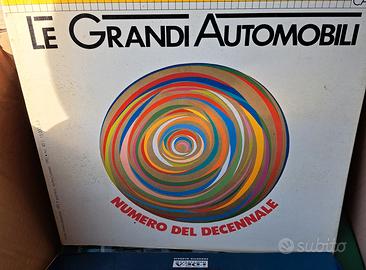 LE GRANDI AUTOMOBILI
NUMERO DEL DECENNALE
subito